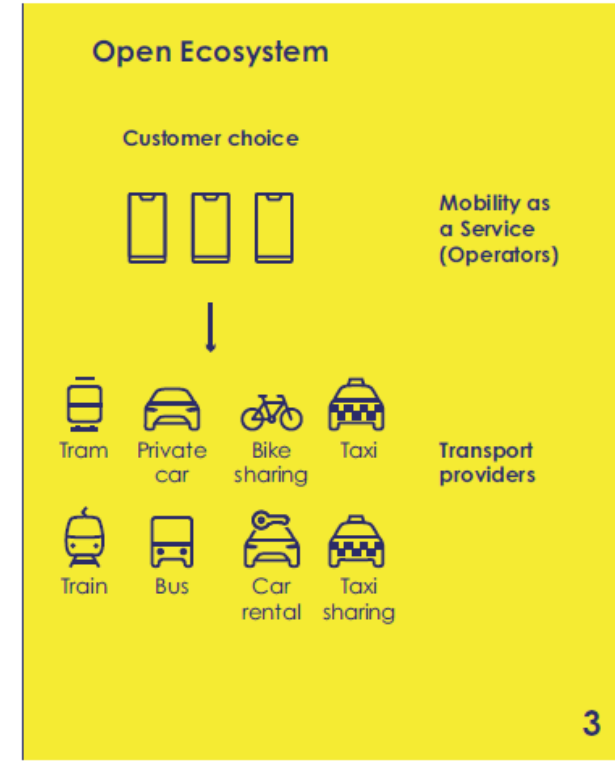 Open Ecosystem
Customer choice
Mobility as
a Service
(Operators)
Tram
Private
car
Bike
sharing
Taxi
Transport
providers
Train
Bus
Car
rental
Taxi
sharing
3